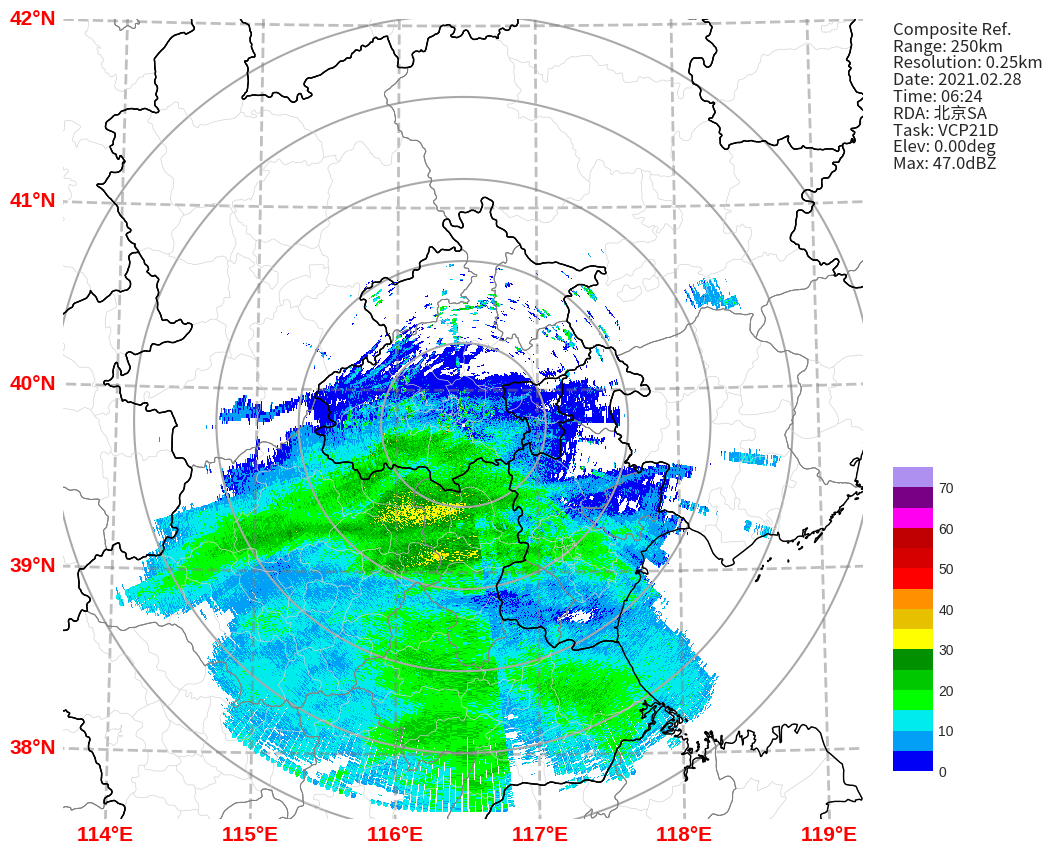 42°N
41°N
40°N
39°N
38°N
114°E
115°E
116°E
117°E
118°E
119°E
Composite Ref.
Range: 250km
Resolution: 0.25km
Date: 2021.02.28
Time: 06:24
RDA: 北京SA
Task: VCP21D
Elev: 0.00deg
Max: 47.0dBZ
70
60
50
40
30
20
10
0